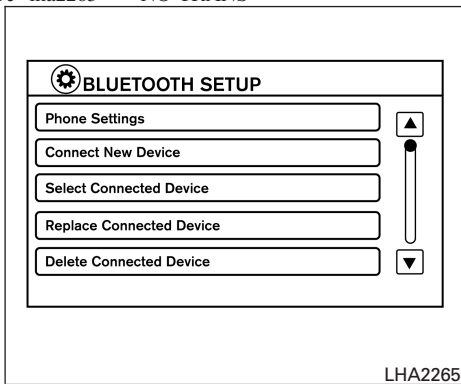 BLUETOOTH SETUP
Phone Settings
Connect New Device
Select Connected Device
Replace Connected Device
Delete Connected Device
LHA2265